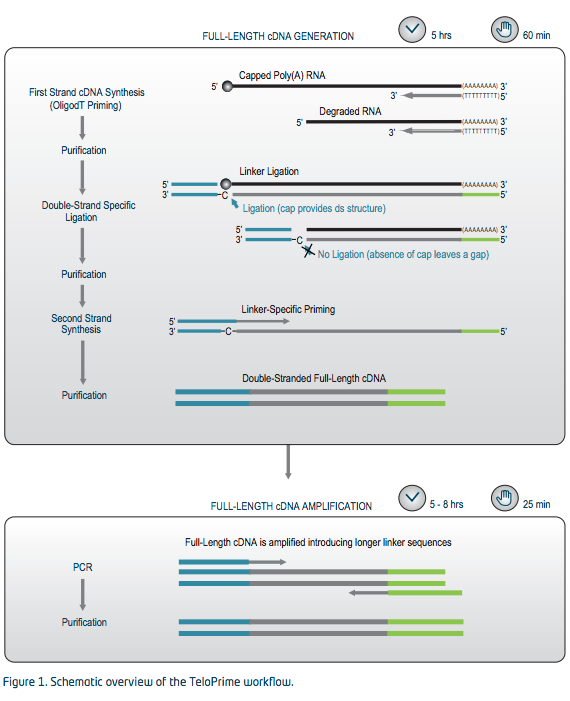 FULL-LENGTH cDNA GENERATION
5 hrs
60 min
First Strand cDNA Synthesis
(OligodT Priming)
Purification
Double-Strand Specific
Ligation
Purification
Second Strand
Synthesis
Purification
Capped Poly(A) RNA
5' (AAAAAAAA) 3'
3' (TTTTTTTTT) 5'
Degraded RNA
5' (AAAAAAAA) 3'
3' (TTTTTTTTT) 5'
Linker Ligation
5' (AAAAAAAA) 3'
3' C 5'
Ligation (cap provides ds structure)
5' (AAAAAAAA) 3'
3' C 5'
No Ligation (absence of cap leaves a gap)
Linker-Specific Priming
5'
3' C 5'
Double-Stranded Full-Length cDNA
FULL-LENGTH cDNA AMPLIFICATION
5 - 8 hrs
25 min
Full-Length cDNA is amplified introducing longer linker sequences
PCR
Purification
Figure 1. Schematic overview of the TeloPrime workflow.